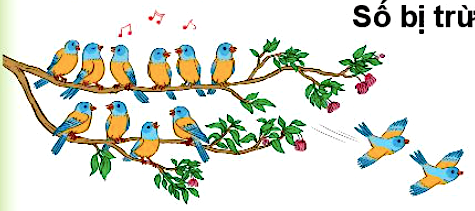 Số bị trừ